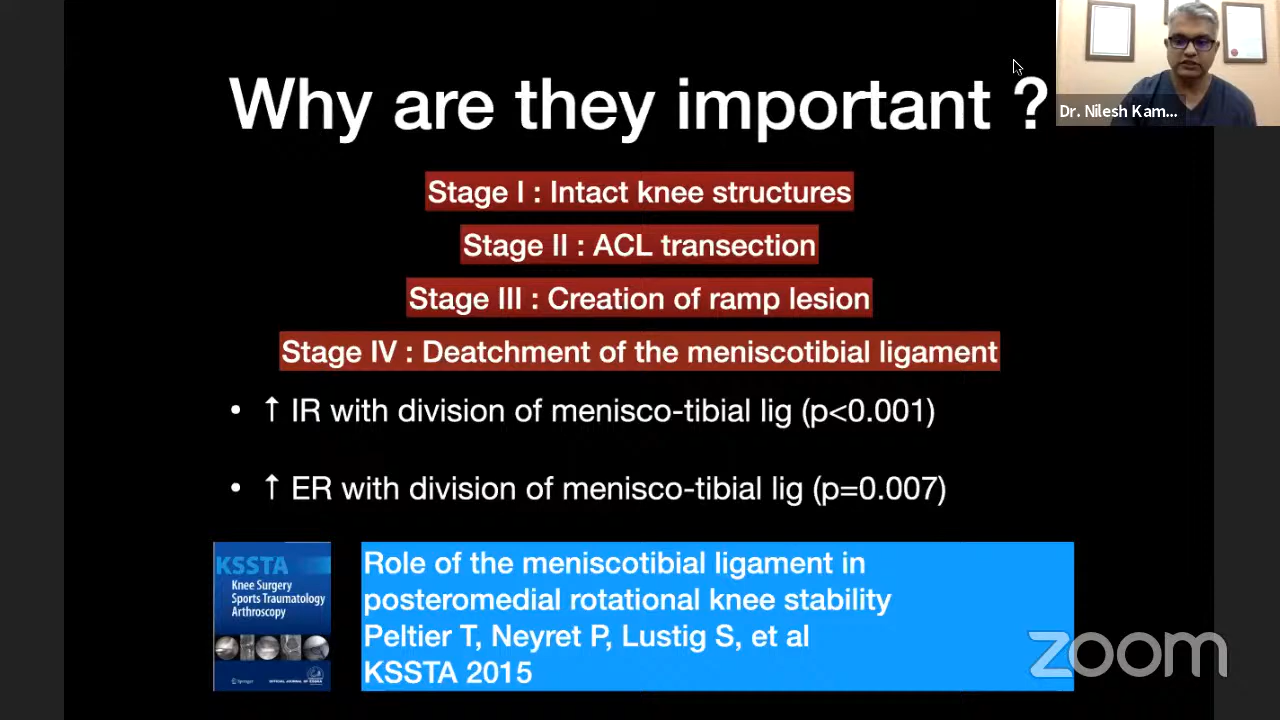 Why are they important ?
Dr. Nilesh Kam...
Stage I : Intact knee structures
Stage II : ACL transection
Stage III : Creation of ramp lesion
Stage IV : Deatchment of the meniscotibial ligament
• ↑ IR with division of menisco-tibial lig (p<0.001)
• ↑ ER with division of menisco-tibial lig (p=0.007)
KSSTA
Knee Surgery
Sports Traumatology
Arthroscopy
Springer
Role of the meniscotibial ligament in
posteromedial rotational knee stability
Peltier T, Neyret P, Lustig S, et al
KSSTA 2015
zoom